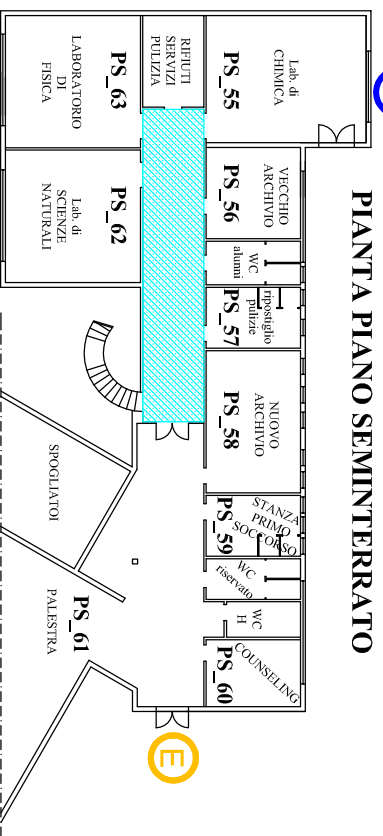 PIANTA PIANO SEMINTERRATO
Lab. di
CHIMICA
PS_55
VECCHIO
ARCHIVIO
PS_56
WC
alunni
ripostiglio
pulizie
PS_57
NUOVO
ARCHIVIO
PS_58
STANZA
PRIMO
SOCCORSO
PS_59
WC
riservato
WC
H
COUNSELING
PS_60
RIFIUTI
SERVIZI
PULIZIA
PS_63
LABORATORIO
DI
FISICA
PS_62
Lab. di
SCIENZE
NATURALI
SPOGLIATOI
PS_61
PALESTRA
E